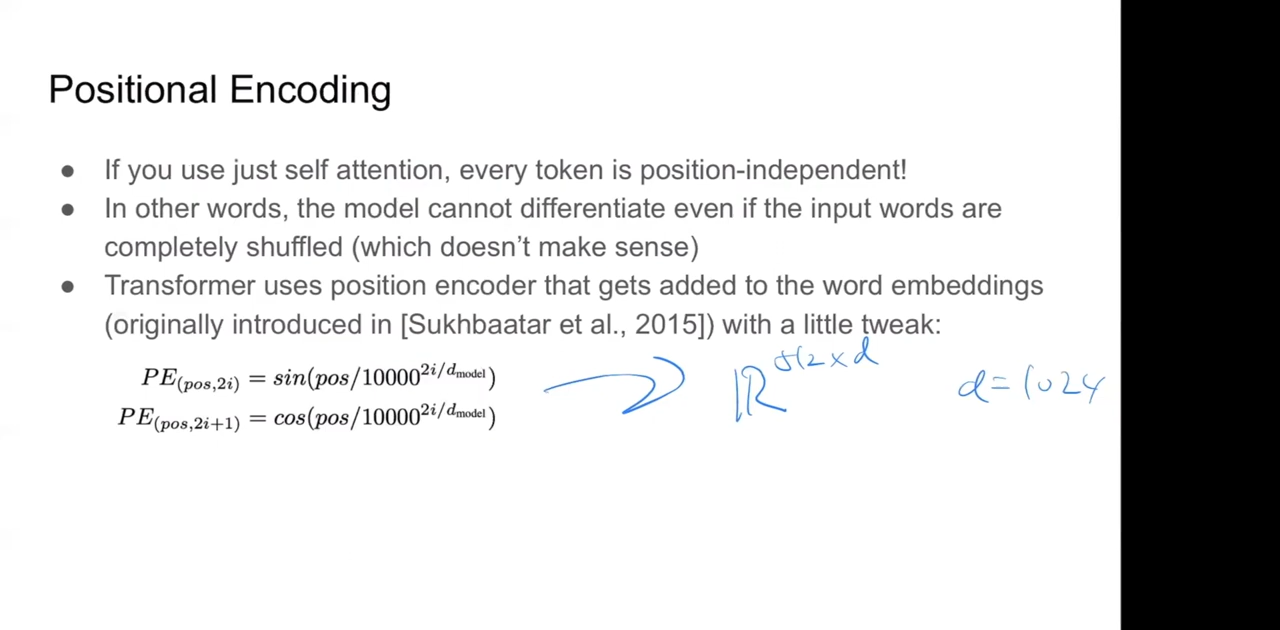 Positional Encoding
● If you use just self attention, every token is position-independent!
● In other words, the model cannot differentiate even if the input words are
completely shuffled (which doesn’t make sense)
● Transformer uses position encoder that gets added to the word embeddings
(originally introduced in [Sukhbaatar et al., 2015]) with a little tweak:
PE(pos,2i) = sin(pos/10000^2i/dmodel)
PE(pos,2i+1) = cos(pos/10000^2i/dmodel)
ℝ^512×d
d=1024